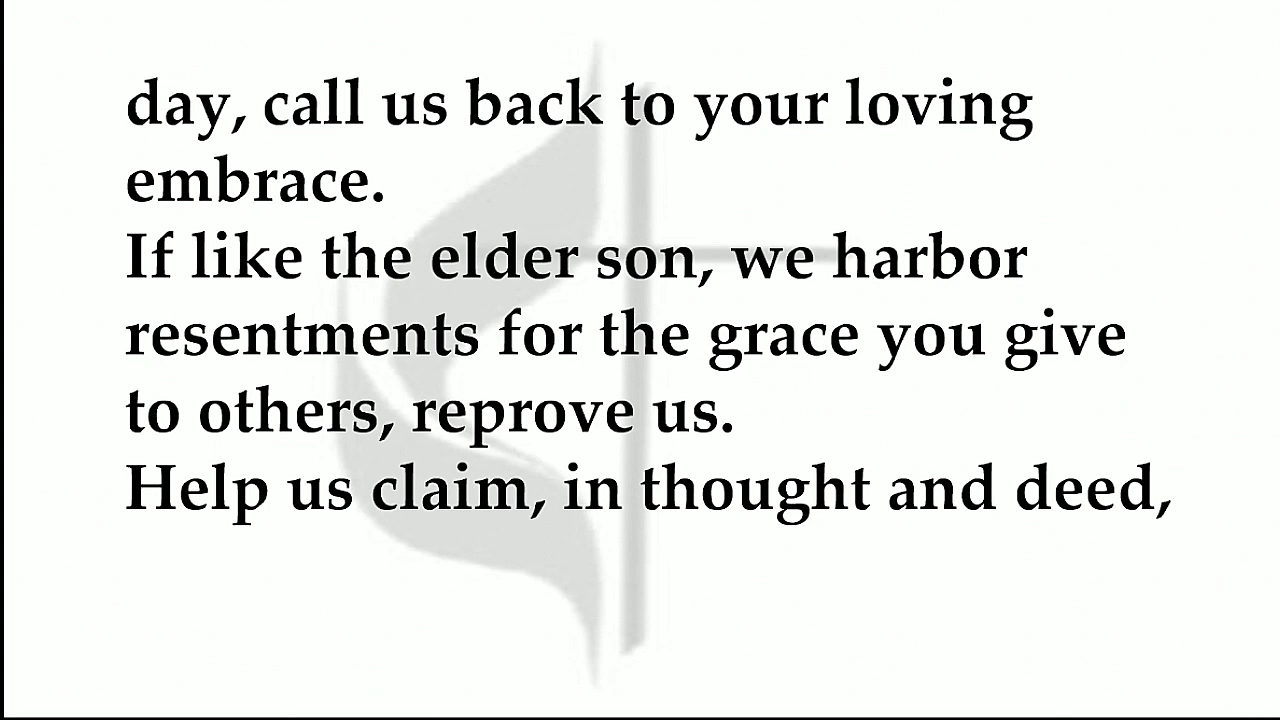 day, call us back to your loving
embrace.
If like the elder son, we harbor
resentments for the grace you give
to others, reprove us.
Help us claim, in thought and deed,